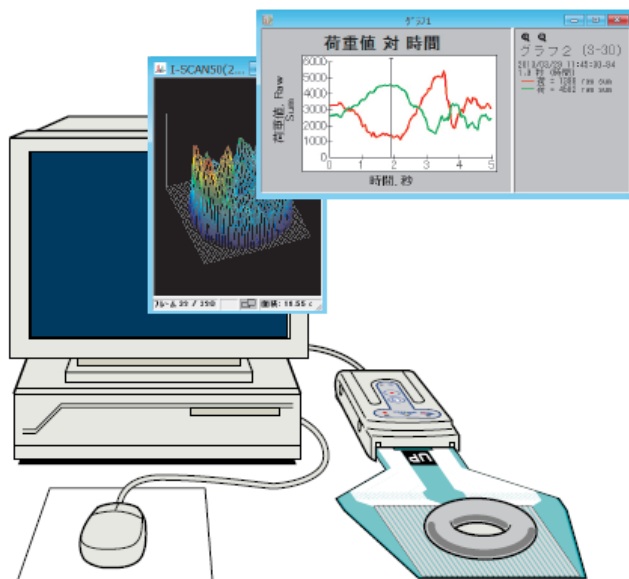 グラフ1
荷重値 対 時間
荷重値, Raw
Sum
6000
5000
4000
3000
2000
1000
0
0 1 2 3 4 5
時間, 秒
グラフ2 (S-30)
I-SCAN50(2...
フレーム 22 / 220
UP